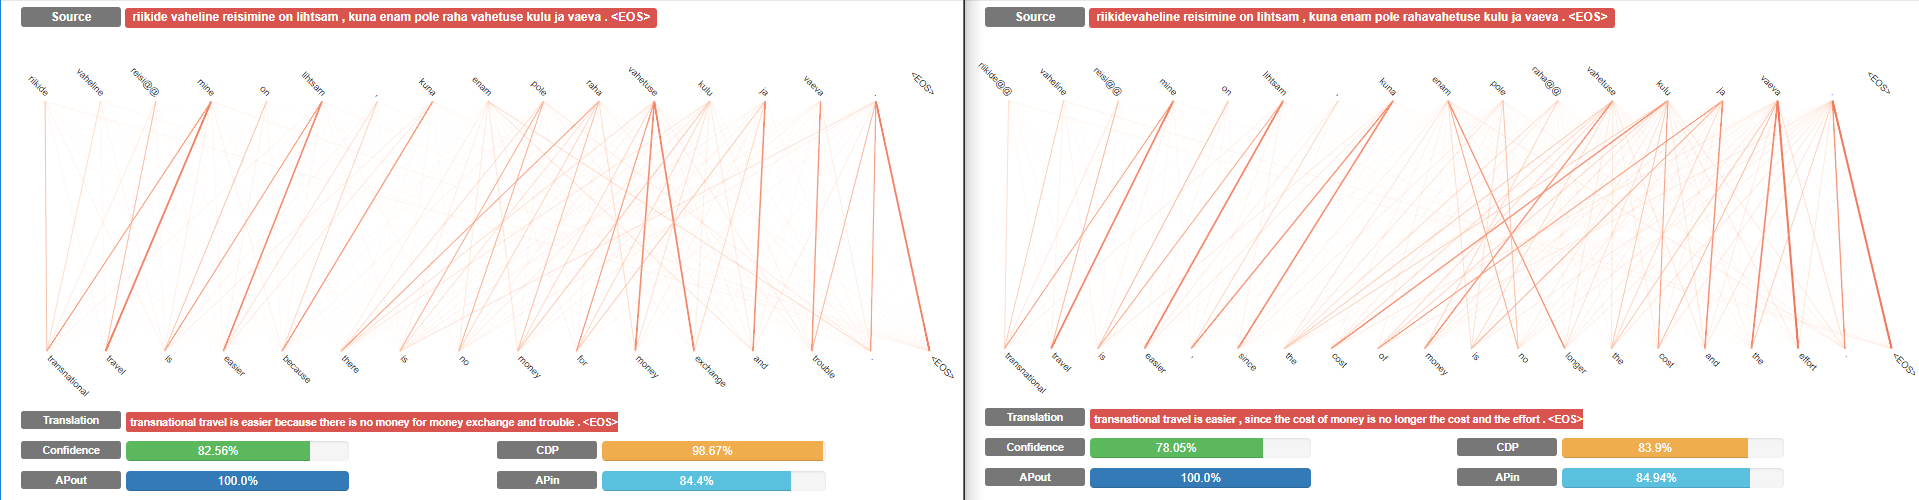 Source riikide vaheline reisimine on lihtsam , kuna enam pole raha vahetuse kulu ja vaeva . <EOS>
riikide vaheline reisi@@ mine on lihtsam , kuna enam pole raha vahetuse kulu ja vaeva . <EOS>
transnational travel is easier because there is no money for money exchange and trouble . <EOS>
Translation transnational travel is easier because there is no money for money exchange and trouble . <EOS>
Confidence 82.56% CDP 98.67%
APout 100.0% APin 84.4%
Source riikidevaheline reisimine on lihtsam , kuna enam pole rahavahetuse kulu ja vaeva . <EOS>
riikide@@ vaheline reisi@@ mine on lihtsam , kuna enam pole raha@@ vahetuse kulu ja vaeva . <EOS>
transnational travel is easier , since the cost of money is no longer the cost and the effort . <EOS>
Translation transnational travel is easier , since the cost of money is no longer the cost and the effort . <EOS>
Confidence 78.05% CDP 83.9%
APout 100.0% APin 84.94%